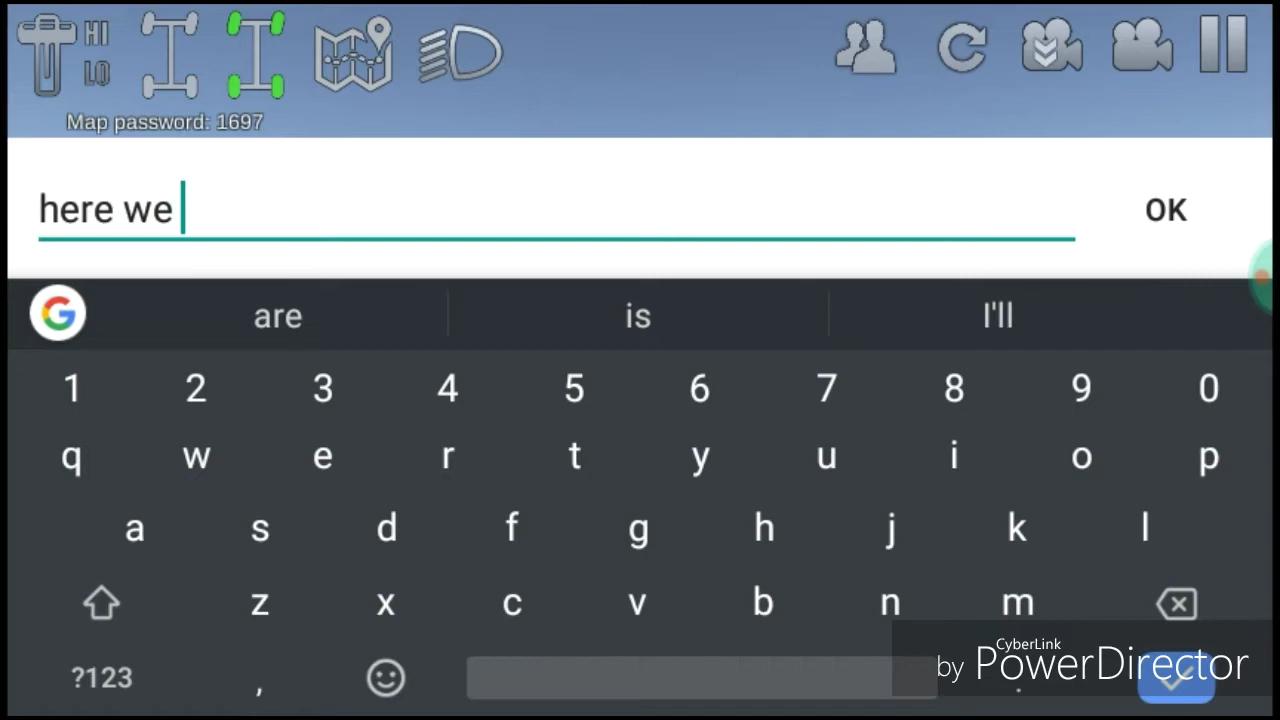 HI
LO
Map password: 1697
here we
OK
are is I'll
1 2 3 4 5 6 7 8 9 0
q w e r t y u i o p
a s d f g h j k l
z x c v b n m
?123 , .
CyberLink
by PowerDirector